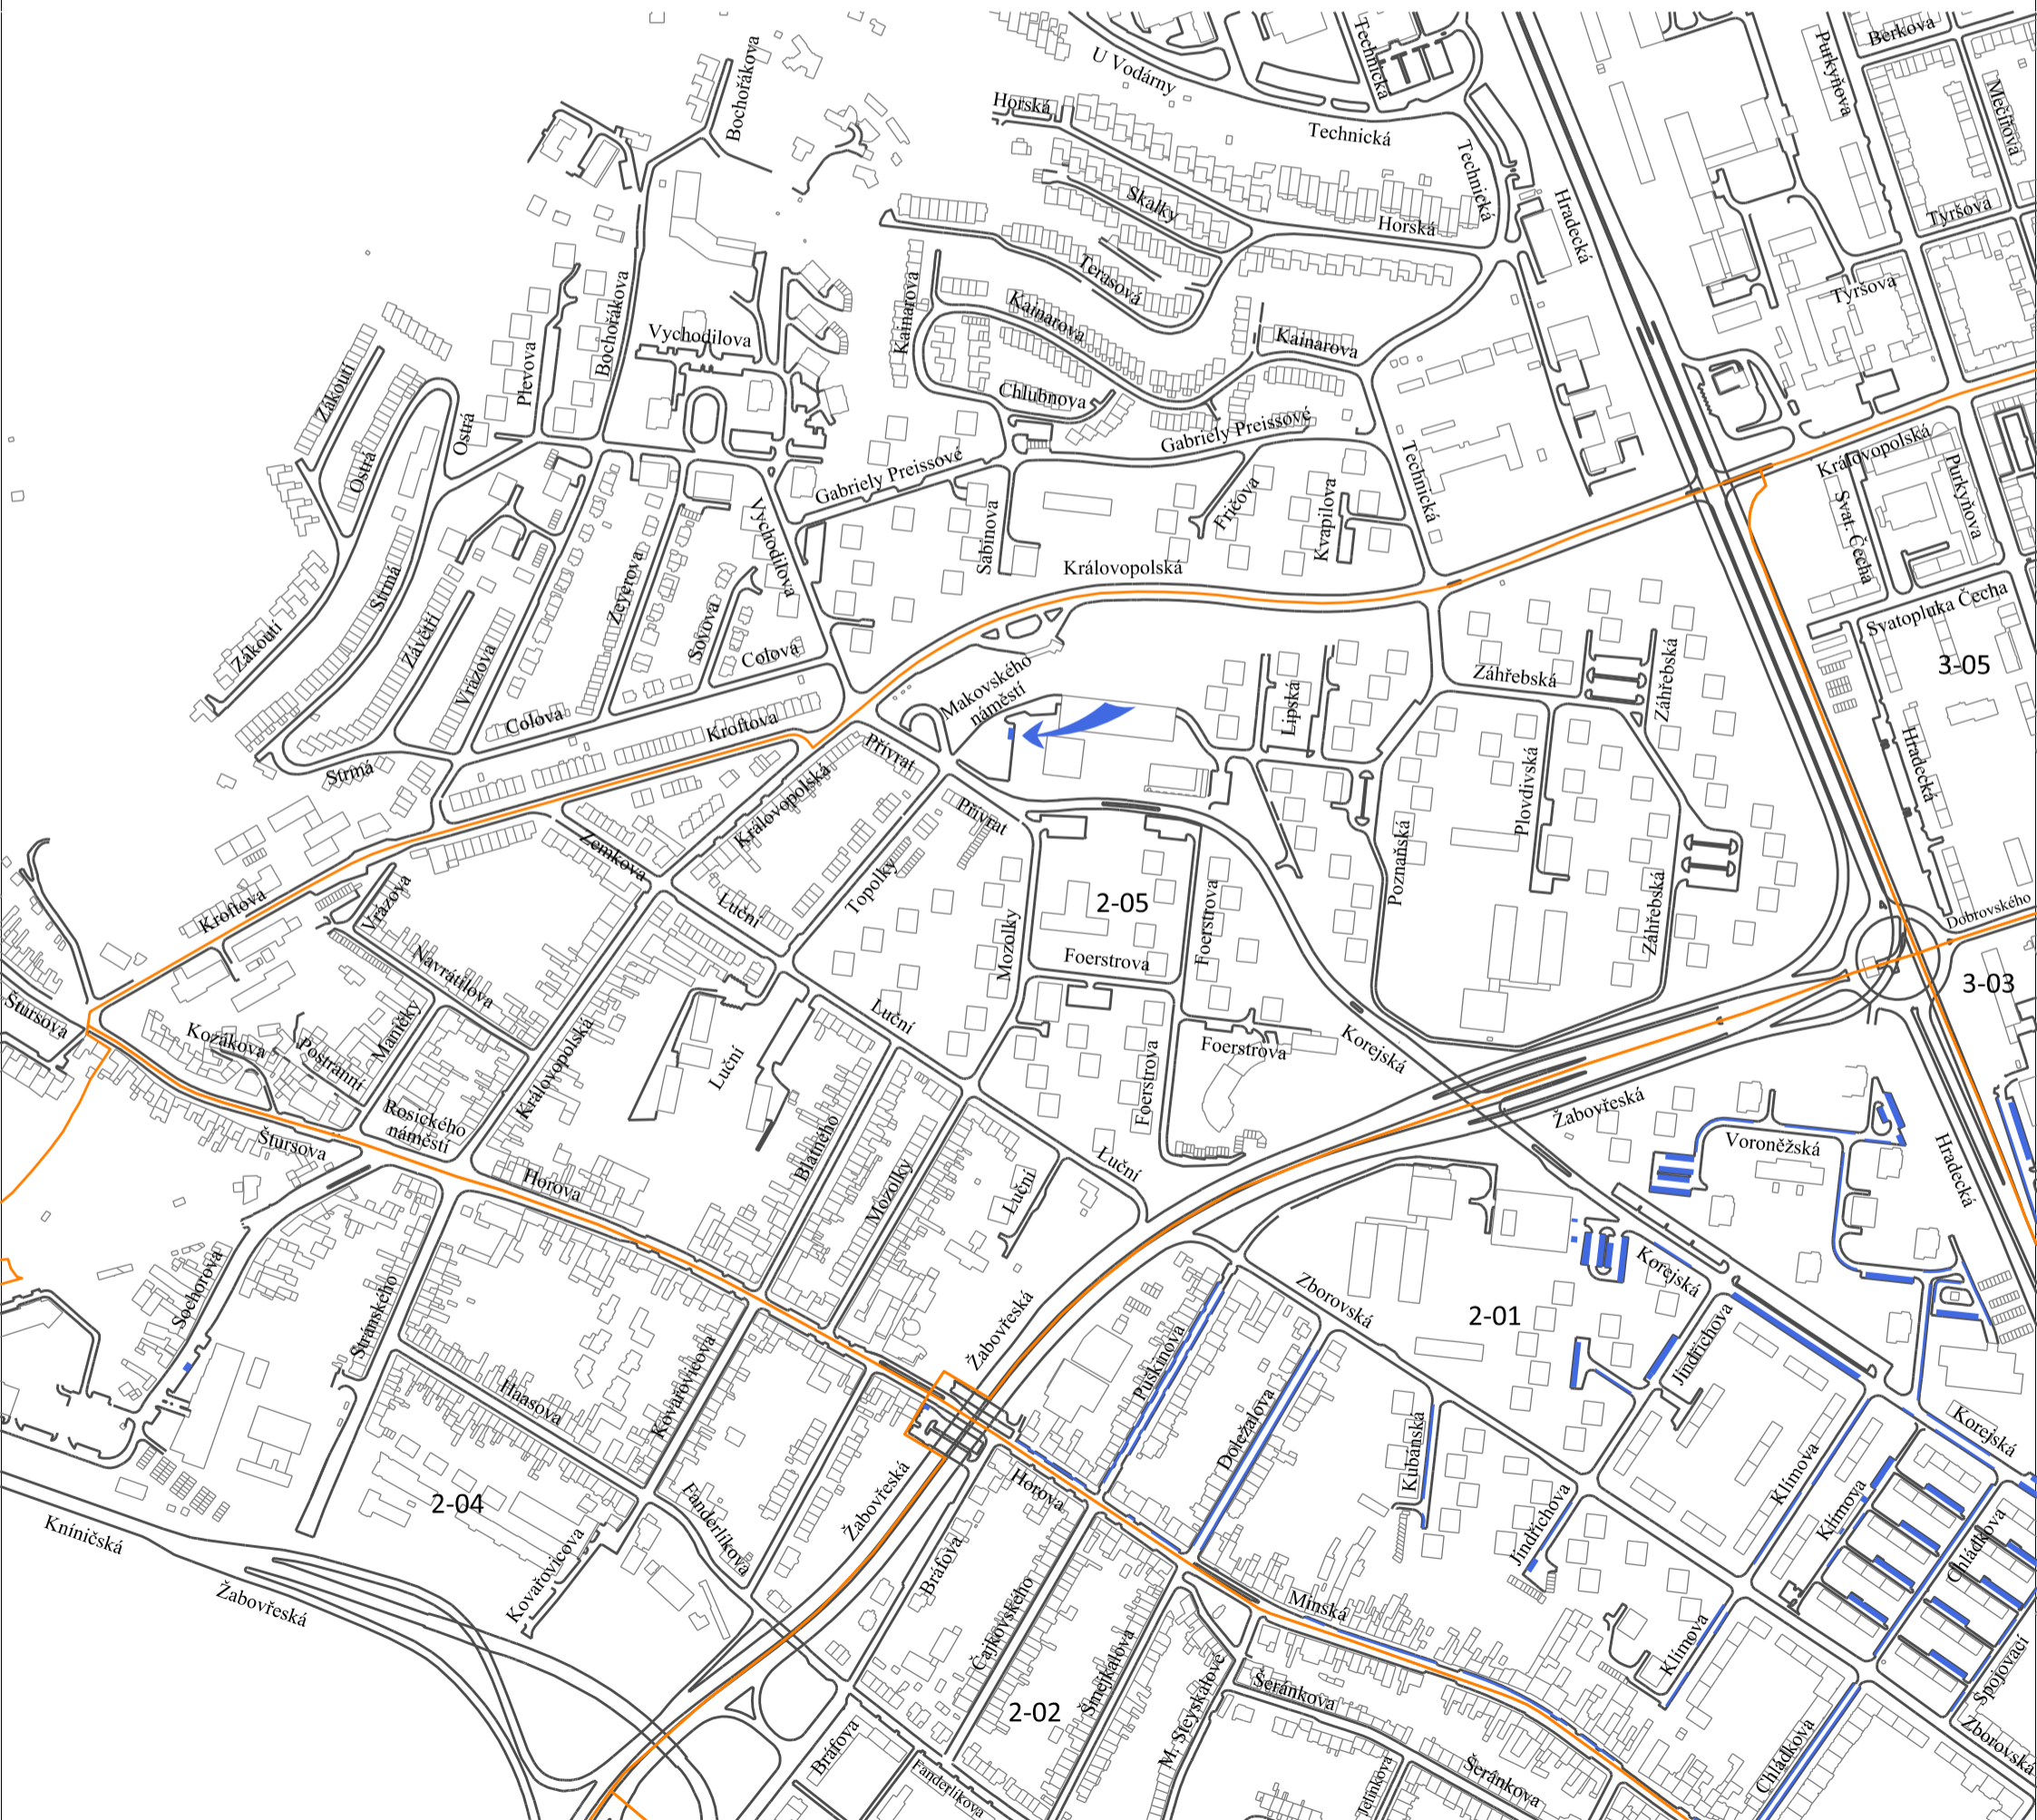 Bochořákova
U Vodárny
Technická
Purkyňova
Berkova
Mečířova
Horská
Technická
Technická
Skalky
Horská
Hradecká
Tyršova
Tyršova
Terasová
Kainarova
Kainarova
Kainarova
Bochořákova
Vychodilova
Plevova
Zákoutí
Ostrá
Ostrá
Chlubnova
Gabriely Preissové
Gabriely Preissové
Technická
Královopolská
Purkyňova
Svat. Čecha
Fričova
Kvapilova
Sabinova
Vychodilova
Královopolská
Zeyerova
Sovova
Colova
Strmá
Závětří
Vrázova
Zákoutí
Colova
Kroftova
Strmá
Makovského
náměstí
Přívrat
Přívrat
Lipská
Záhřebská
Záhřebská
Plovdivská
Poznaňská
Záhřebská
Svatopluka Čecha
3-05
Hradecká
Dobrovského
3-03
Královopolská
Zemkova
Topolky
Luční
2-05
Mozolky
Foerstrova
Foerstrova
Foerstrova
Foerstrova
Korejská
Kroftova
Vrázova
Navrátilova
Maničky
Štursova
Kozákova
Postranní
Rosického
náměstí
Královopolská
Luční
Luční
Štursova
Horova
Blatného
Mozolky
Luční
Luční
Žabovřeská
Voroněžská
Hradecká
Sochorova
Stránského
Haasova
Kovařovicova
Žabovřeská
Puškinova
Doležalova
Zborovská
2-01
Korejská
Jindřichova
Korejská
Kubánská
Klímova
Klímova
Chládkova
Jindřichova
Horova
Žabovřeská
Fanderlíkova
2-04
Kovařovicova
Kníničská
Žabovřeská
Bráfova
Čajkovského
Šmejkalova
M. Steyskalové
Minská
Šeránkova
Šeránkova
Klímova
Chládkova
Spojovací
Zborovská
2-02
Bráfova
Fanderlíkova
Jelínkova